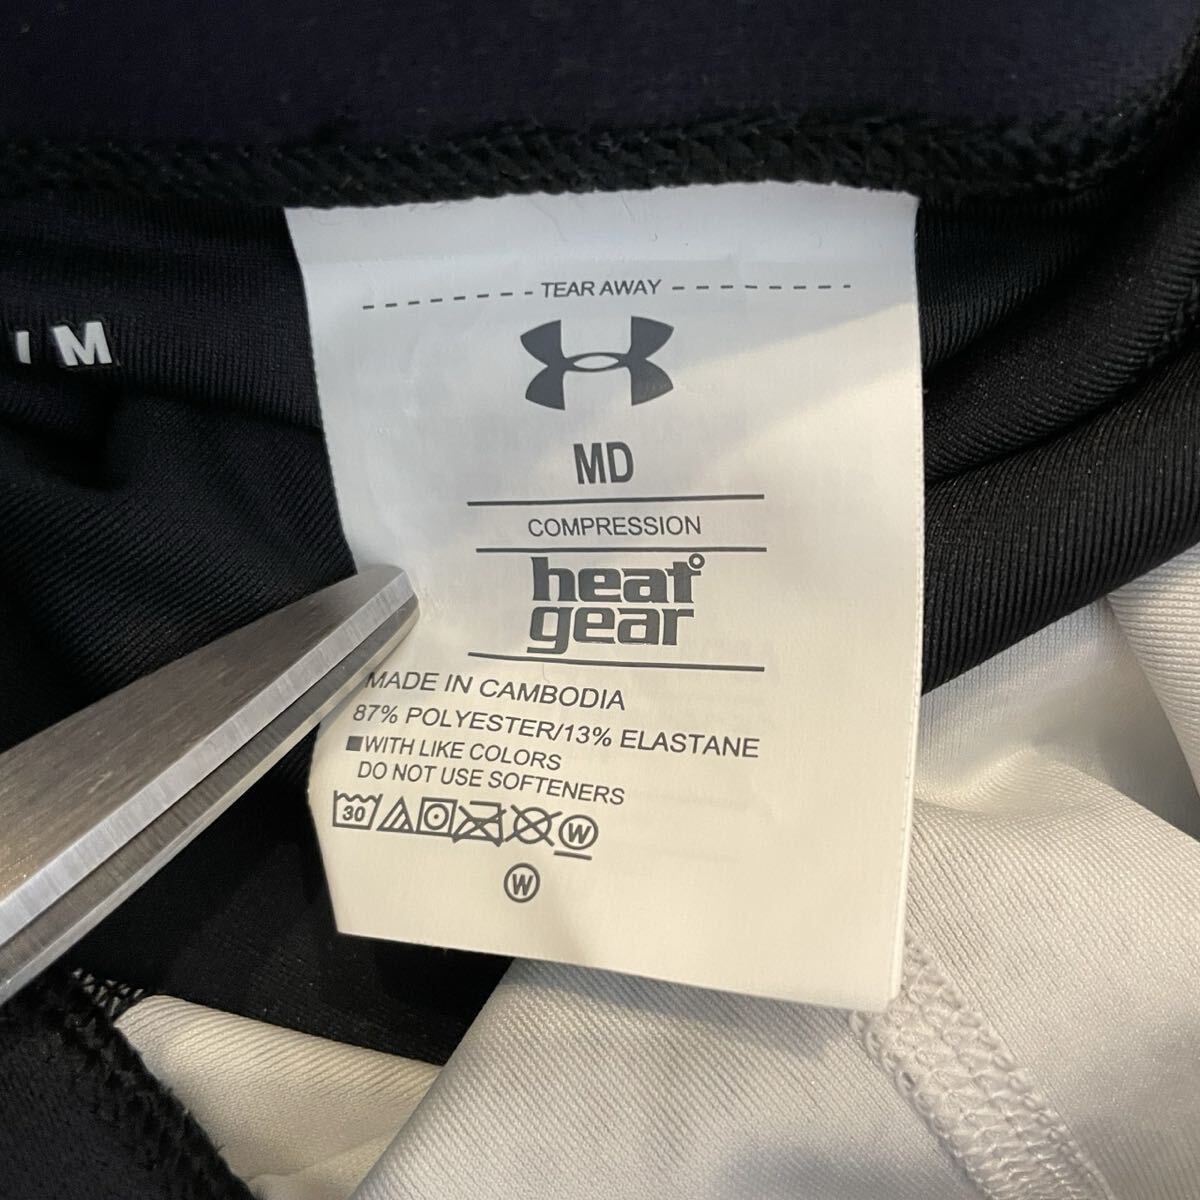 TEAR AWAY
M
MD
COMPRESSION
heat
gear
MADE IN CAMBODIA
87% POLYESTER/13% ELASTANE
WITH LIKE COLORS
DO NOT USE SOFTENERS
30
W
W